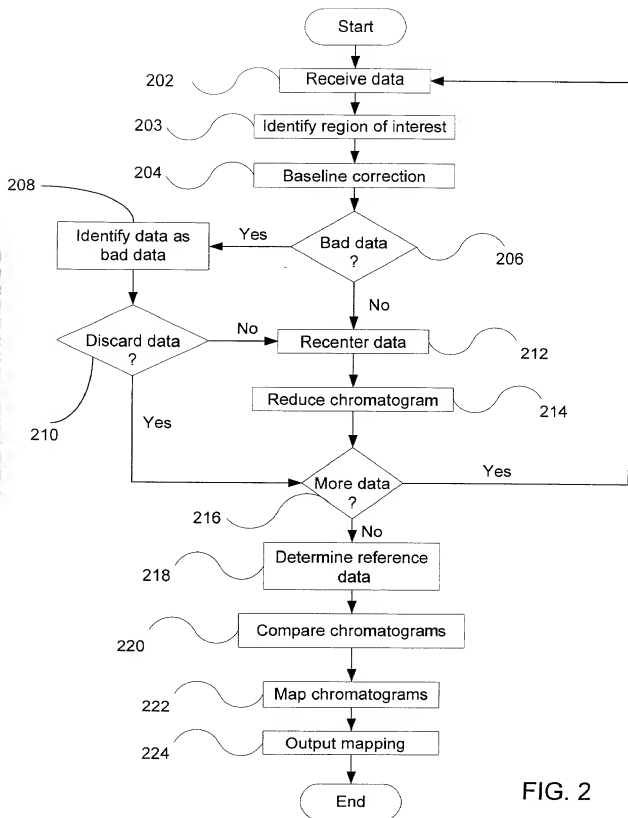 Start
202
Receive data
203
Identify region of interest
204
Baseline correction
208
Identify data as
bad data
Yes
Bad data
?
206
No
Discard data
?
No
Recenter data
212
210
Yes
Reduce chromatogram
214
More data
?
Yes
216
No
218
Determine reference
data
220
Compare chromatograms
222
Map chromatograms
224
Output mapping
End
FIG. 2